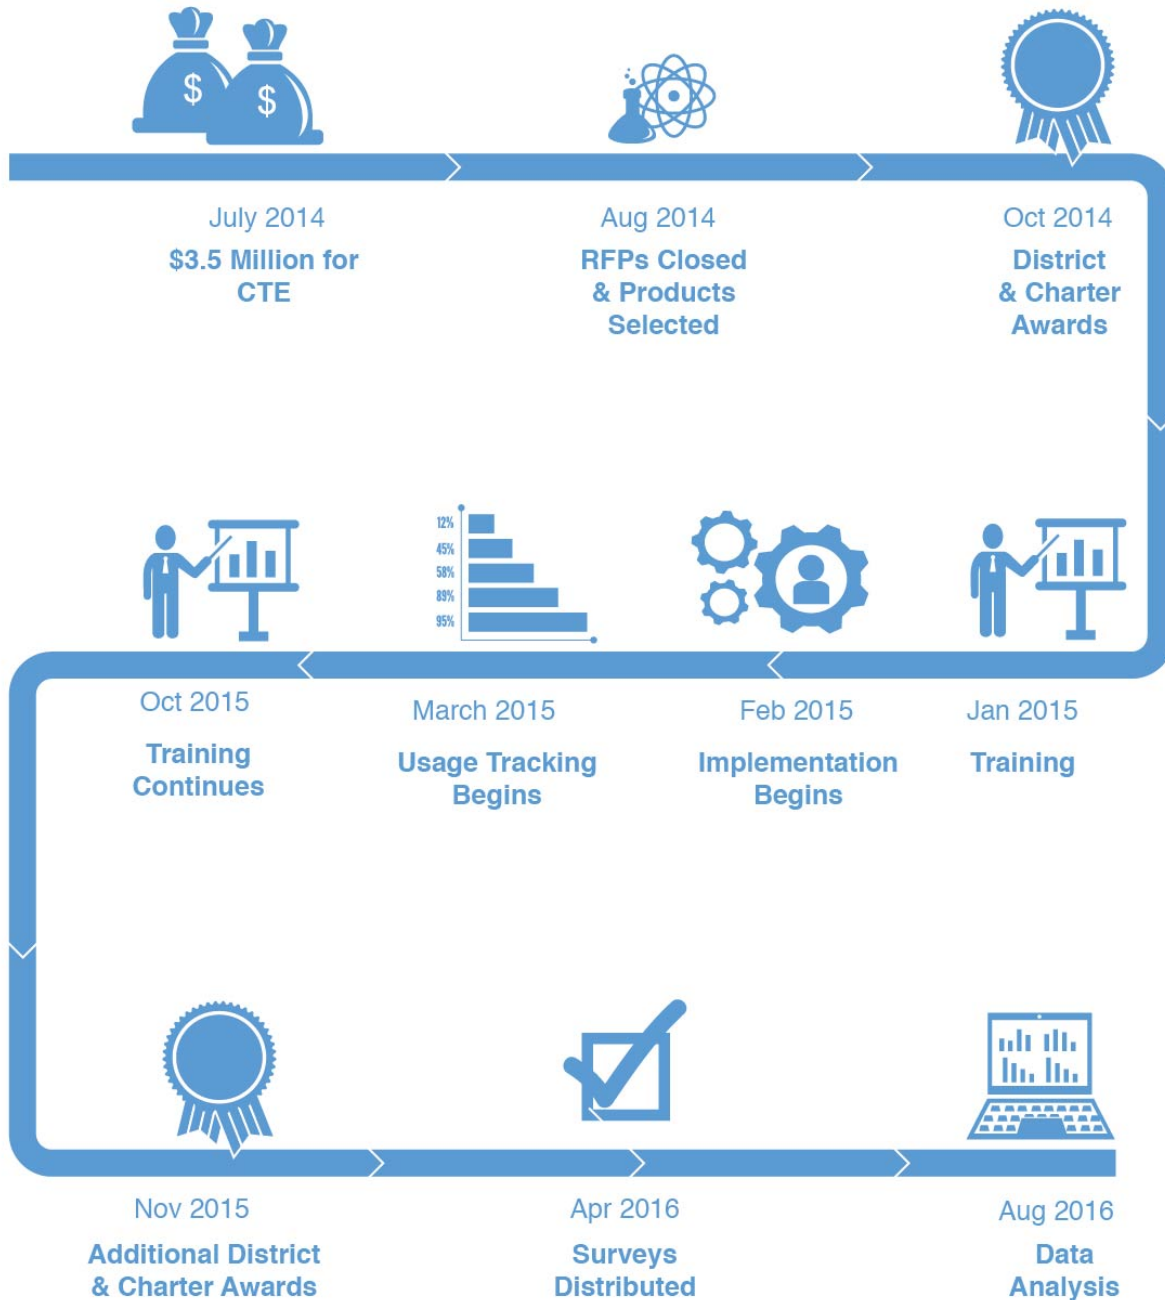 $
$
July 2014
$3.5 Million for
CTE
Aug 2014
RFPs Closed
& Products
Selected
Oct 2014
District
& Charter
Awards
12%
45%
58%
89%
95%
Oct 2015
Training
Continues
March 2015
Usage Tracking
Begins
Feb 2015
Implementation
Begins
Jan 2015
Training
Nov 2015
Additional District
& Charter Awards
Apr 2016
Surveys
Distributed
Aug 2016
Data
Analysis